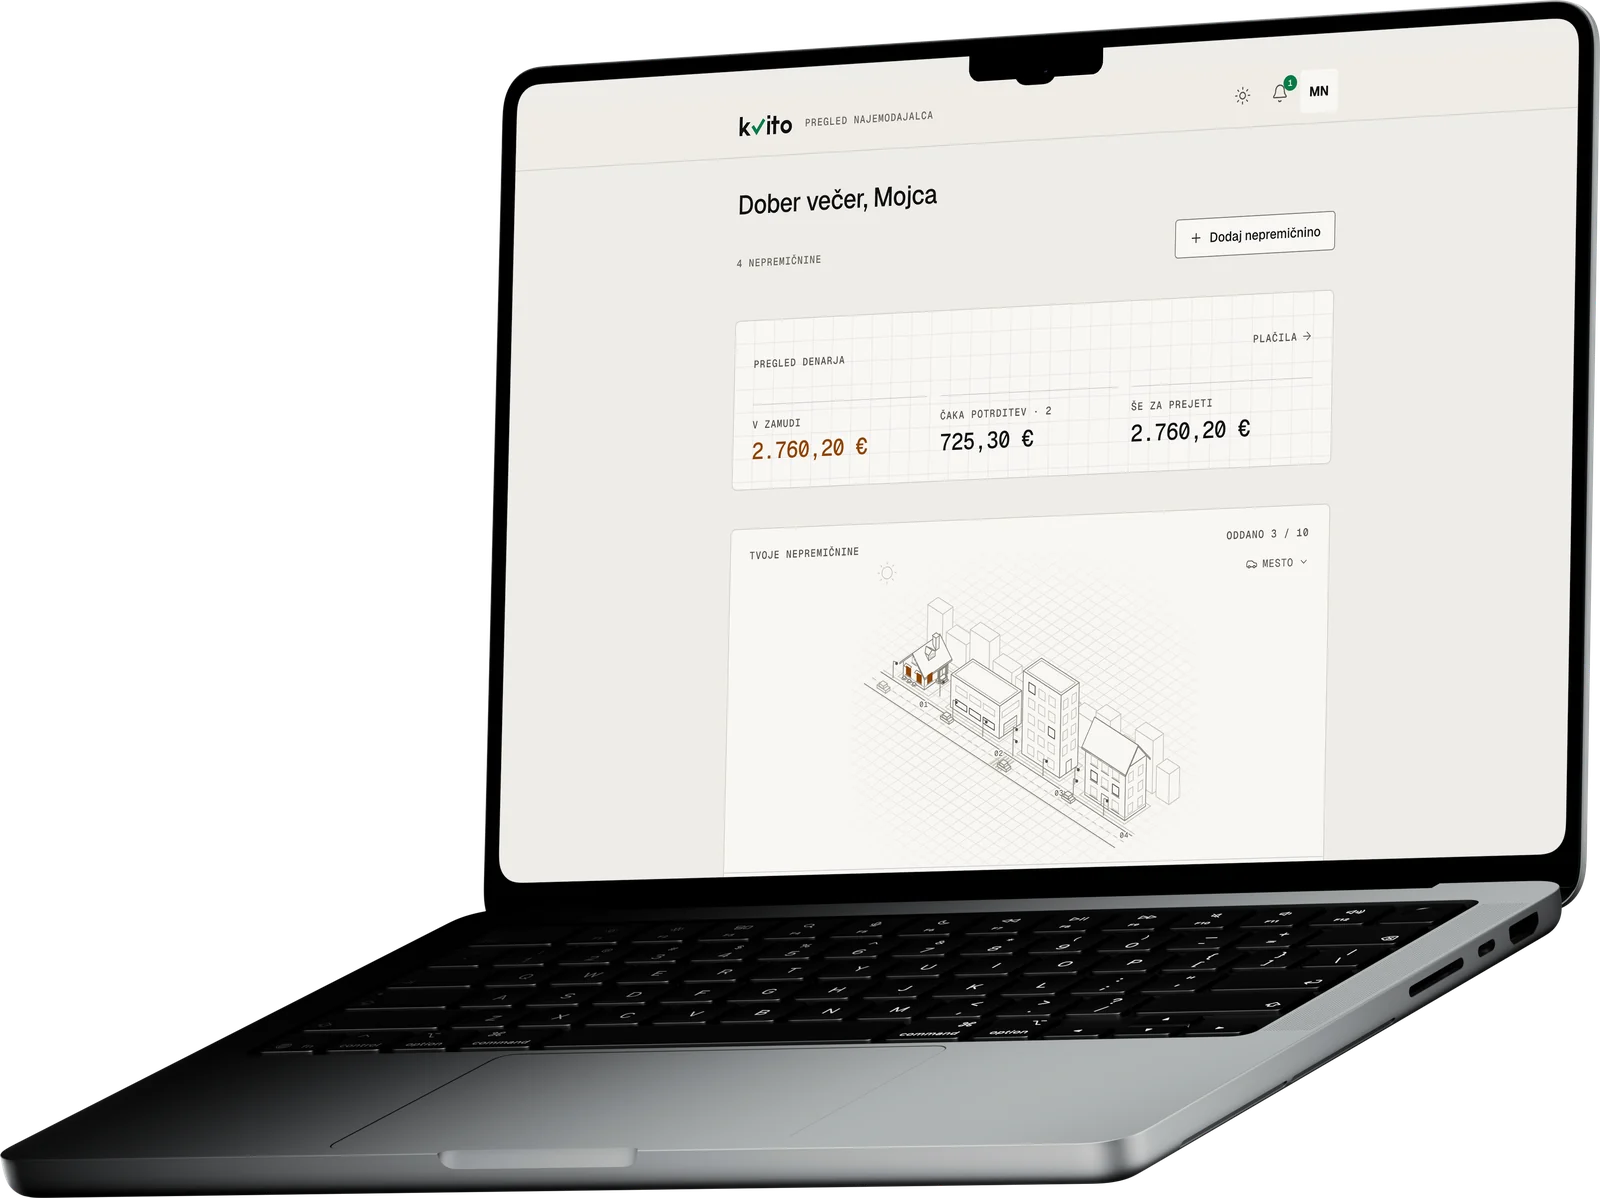 kvito PREGLED NAJEMODAJALCA
1
MN
Dober večer, Mojca
4 NEPREMIČNINE
+ Dodaj nepremičnino
PREGLED DENARJA
PLAČILA →
V ZAMUDI
2.760,20 €
ČAKA POTRDITEV · 2
725,30 €
ŠE ZA PREJETI
2.760,20 €
TVOJE NEPREMIČNINE
ODDANO 3 / 10
MESTO
01
02
03
04
Q W E R T Y U I O P
A S D F G H J K L
Z X C V B N M
control option command
command option